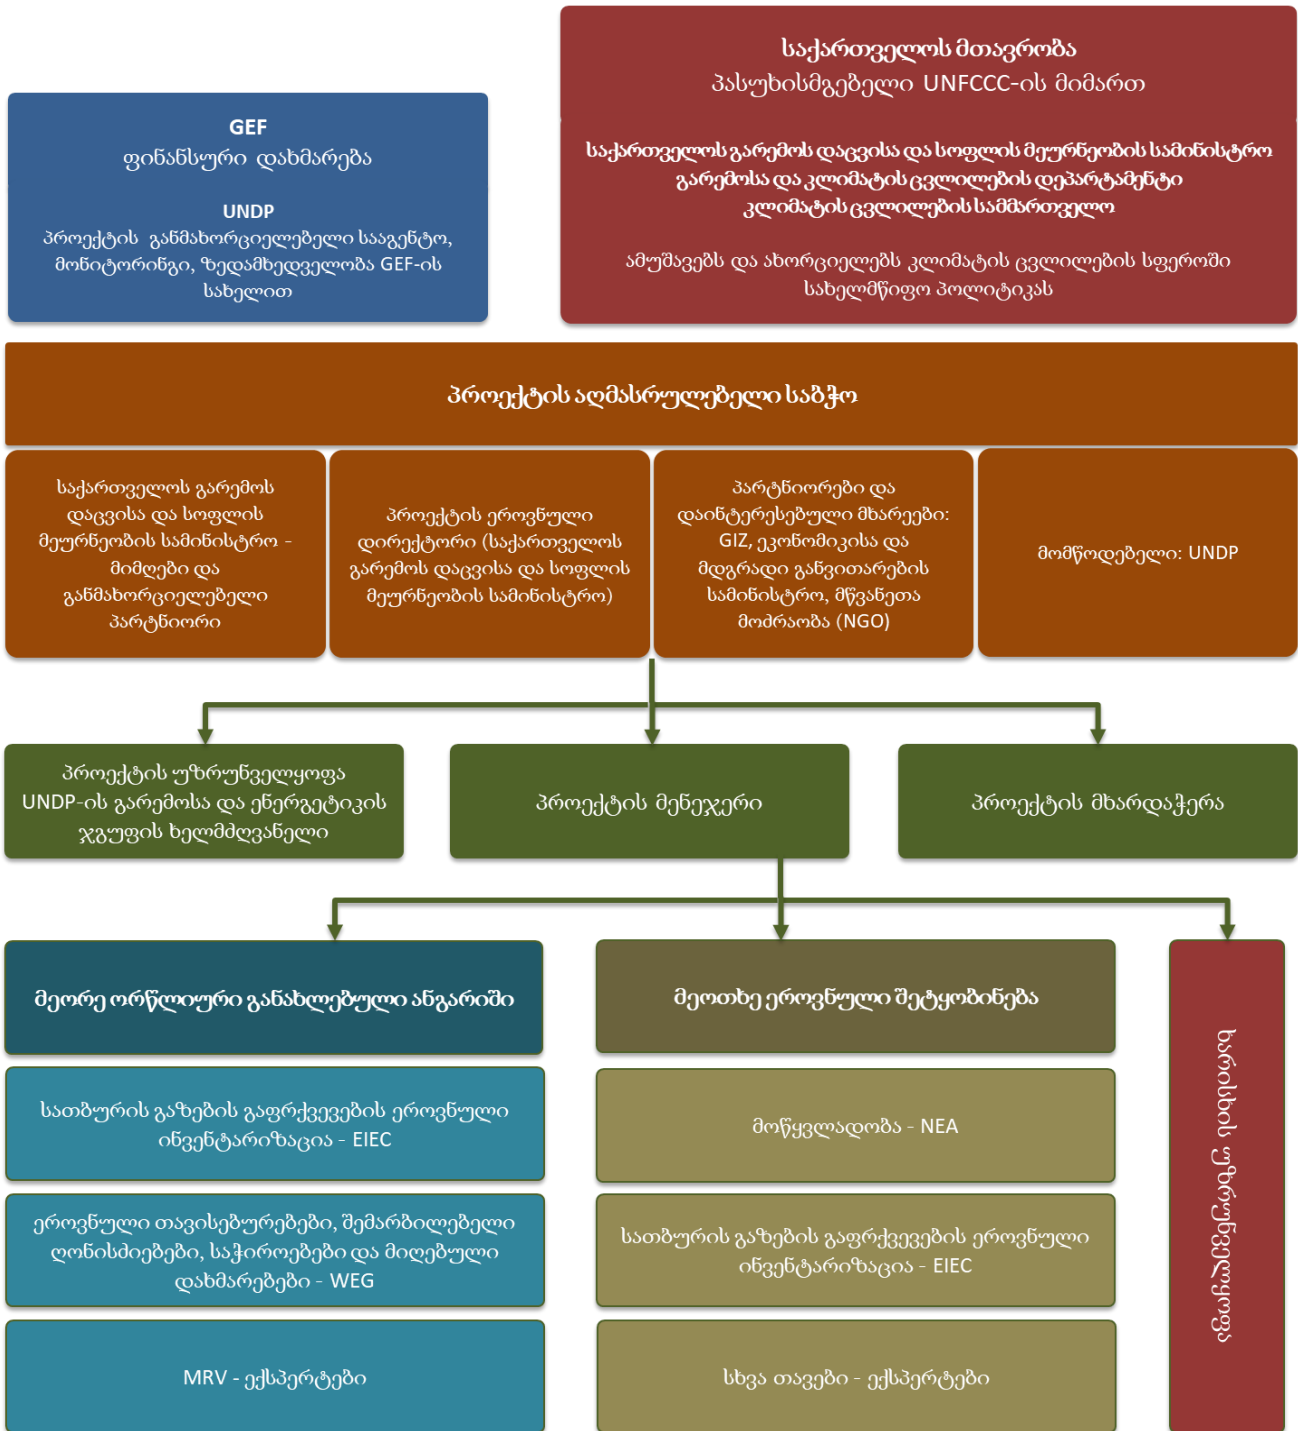 საქართველოს მთავრობა
პასუხისმგებელი UNFCCC-ის მიმართ
საქართველოს გარემოს დაცვისა და სოფლის მეურნეობის სამინისტრო
გარემოსა და კლიმატის ცვლილების დეპარტამენტი
კლიმატის ცვლილების სამმართველო
ამუშავებს და ახორციელებს კლიმატის ცვლილების სფეროში
სახელმწიფო პოლიტიკას
GEF
ფინანსური დახმარება
UNDP
პროექტის განმახორციელებელი სააგენტო,
მონიტორინგი, ზედამხედველობა GEF-ის
სახელით
პროექტის აღმასრულებელი საბჭო
საქართველოს გარემოს
დაცვისა და სოფლის
მეურნეობის სამინისტრო -
მიმღები და
განმახორციელებელი
პარტნიორი
პროექტის ეროვნული
დირექტორი (საქართველოს
გარემოს დაცვისა და სოფლის
მეურნეობის სამინისტრო)
პარტნიორები და
დაინტერესებული მხარეები:
GIZ, ეკონომიკისა და
მდგრადი განვითარების
სამინისტრო, მწვანეთა
მოძრაობა (NGO)
მომწოდებელი: UNDP
პროექტის უზრუნველყოფა
UNDP-ის გარემოსა და ენერგეტიკის
ჯგუფის ხელმძღვანელი
პროექტის მენეჯერი
პროექტის მხარდაჭერა
მეორე ორწლიური განახლებული ანგარიში
სათბურის გაზების გაფრქვევების ეროვნული
ინვენტარიზაცია - EIEC
ეროვნული თავისებურებები, შემარბილებელი
ღონისძიებები, საჭიროებები და მიღებული
დახმარებები - WEG
MRV - ექსპერტები
მეოთხე ეროვნული შეტყობინება
მოწყვლადობა - NEA
სათბურის გაზების გაფრქვევების ეროვნული
ინვენტარიზაცია - EIEC
სხვა თავები - ექსპერტები
ხარისხის უზრუნველყოფა